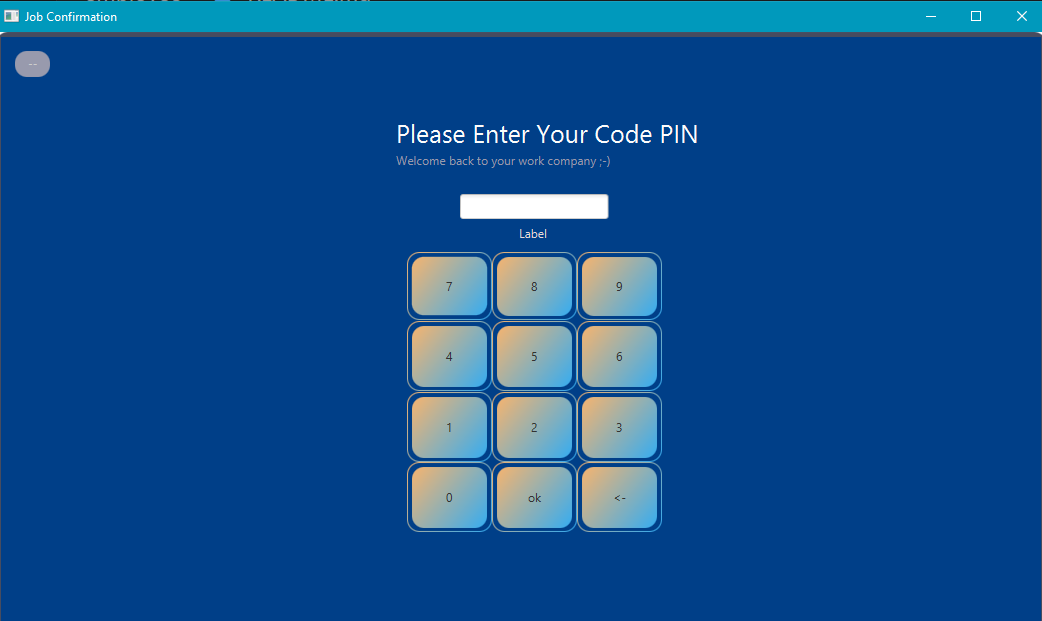 Job Confirmation
--
Please Enter Your Code PIN
Welcome back to your work company ;-)
Label
7 8 9
4 5 6
1 2 3
0 ok <-